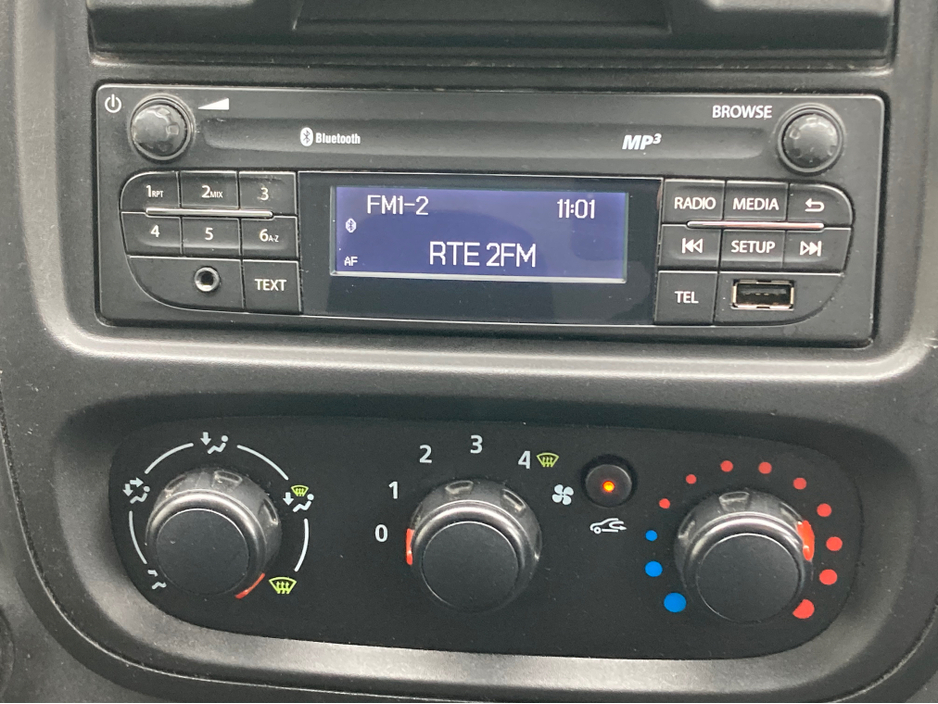 BROWSE
Bluetooth
MP3
1RPT 2MIX 3
4 5 6A-Z
TEXT
FM1-2 11:01
AF RTE 2FM
RADIO MEDIA
SETUP
TEL
0 1 2 3 4